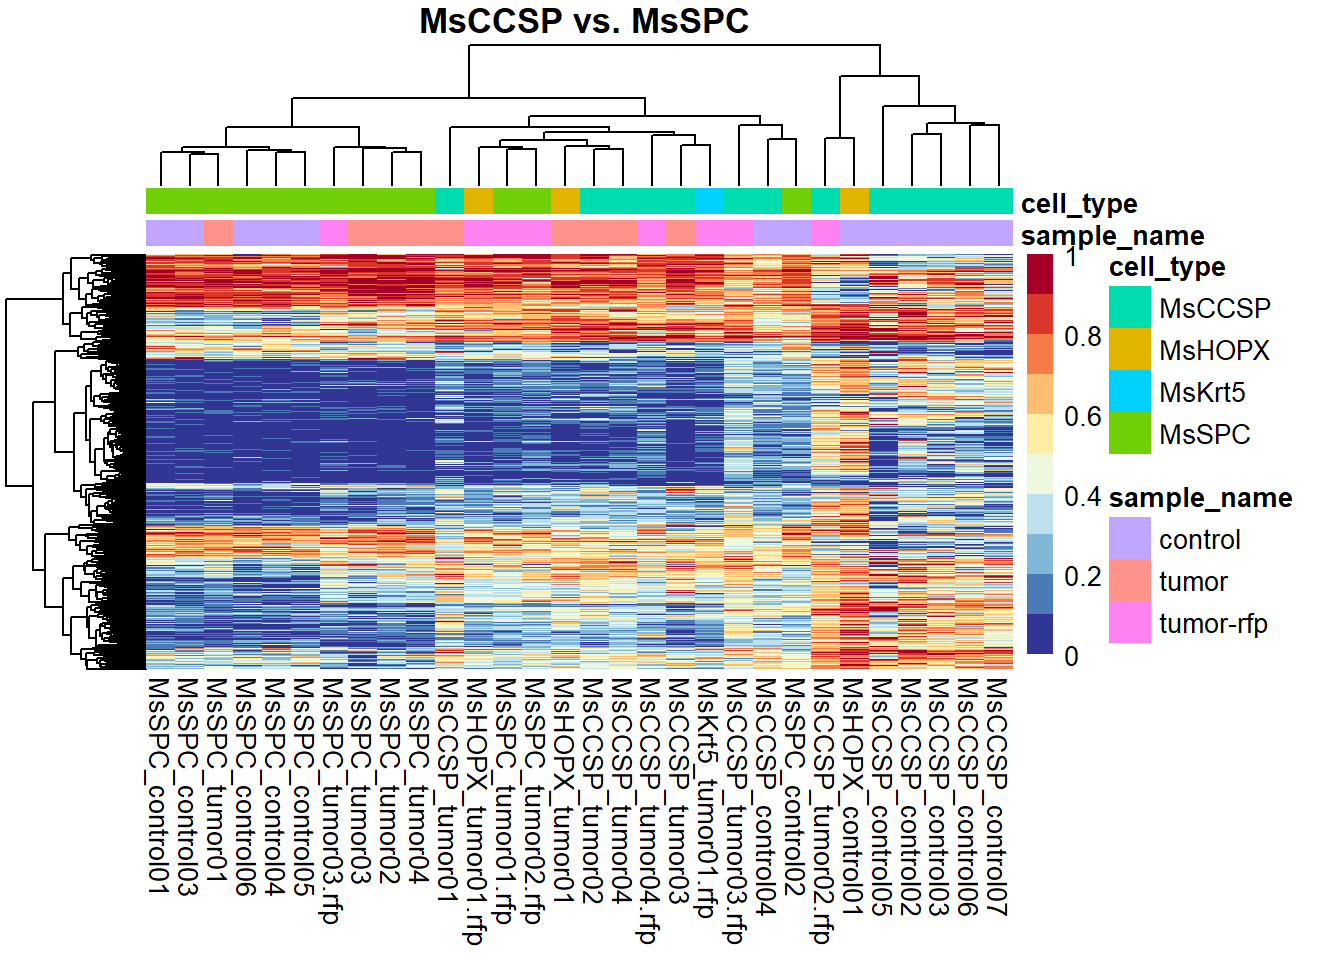 MsCCSP vs. MsSPC
cell_type
sample_name
1
0.8
0.6
0.4
0.2
0
cell_type
MsCCSP
MsHOPX
MsKrt5
MsSPC
sample_name
control
tumor
tumor-rfp
MsSPC_control01
MsSPC_control03
MsSPC_tumor01
MsSPC_control06
MsSPC_control04
MsSPC_control05
MsSPC_tumor03.rfp
MsSPC_tumor03
MsSPC_tumor02
MsSPC_tumor04
MsCCSP_tumor01
MsHOPX_tumor01.rfp
MsSPC_tumor01.rfp
MsSPC_tumor02.rfp
MsHOPX_tumor01
MsCCSP_tumor02
MsCCSP_tumor04
MsCCSP_tumor04.rfp
MsCCSP_tumor03
MsKrt5_tumor01.rfp
MsCCSP_tumor03.rfp
MsCCSP_control04
MsSPC_control02
MsCCSP_tumor02.rfp
MsHOPX_control01
MsCCSP_control05
MsCCSP_control02
MsCCSP_control03
MsCCSP_control06
MsCCSP_control07